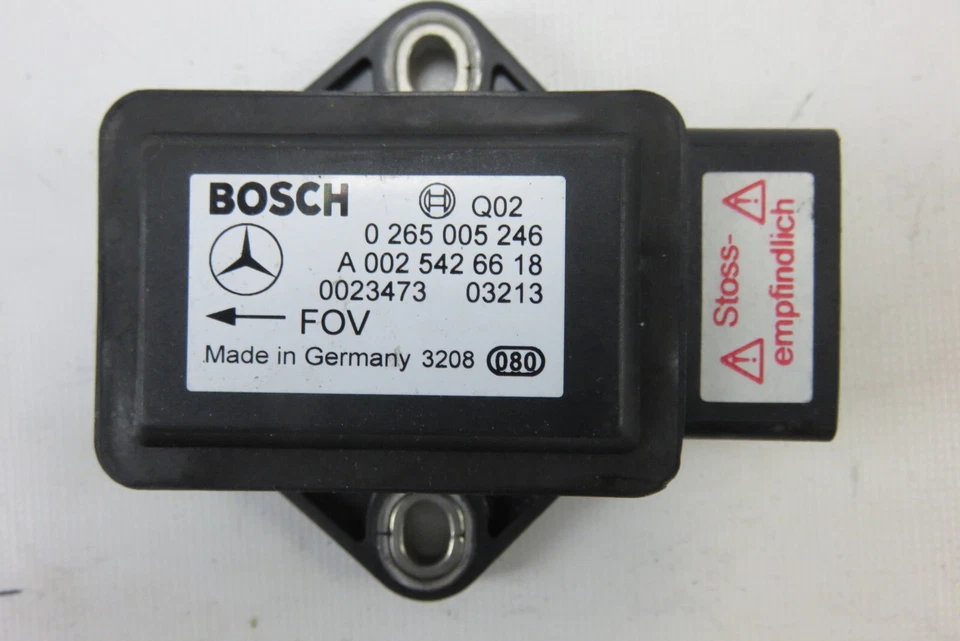 BOSCH Q02
0 265 005 246
A 002 542 66 18
0023473 03213
FOV
Made in Germany 3208 080
Stoss-
empfindlich